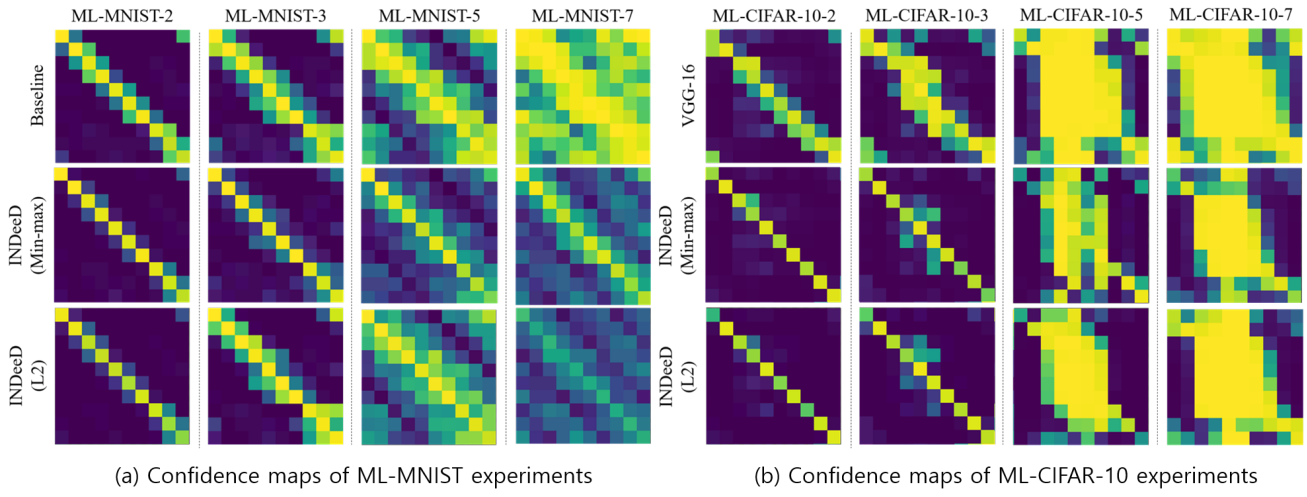 ML-MNIST-2 ML-MNIST-3 ML-MNIST-5 ML-MNIST-7
Baseline
INDeeD
(Min-max)
INDeeD
(L2)
(a) Confidence maps of ML-MNIST experiments
ML-CIFAR-10-2 ML-CIFAR-10-3 ML-CIFAR-10-5 ML-CIFAR-10-7
VGG-16
INDeeD
(Min-max)
INDeeD
(L2)
(b) Confidence maps of ML-CIFAR-10 experiments